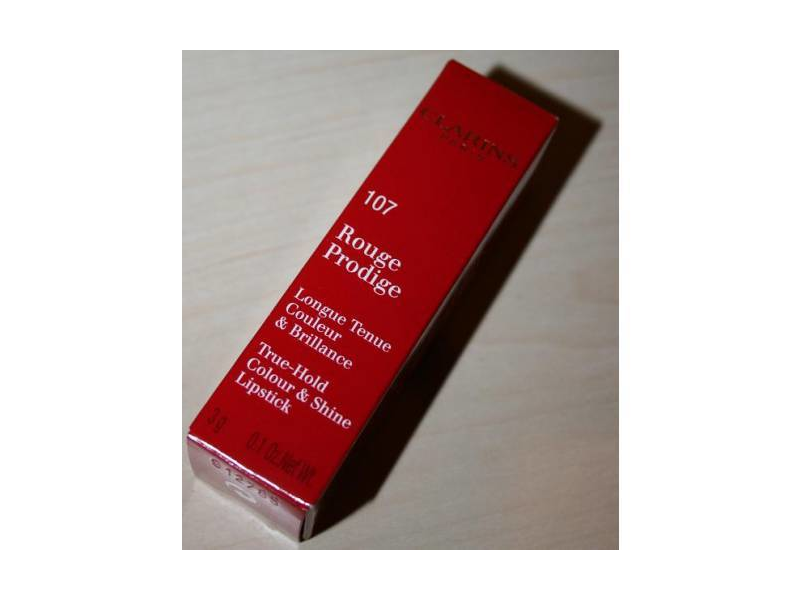 CLARINS
PARIS
107
Rouge
Prodige
Longue Tenue
Couleur
& Brillance
True-Hold
Colour & Shine
Lipstick
3 g 0.1 Oz.Net.Wt.